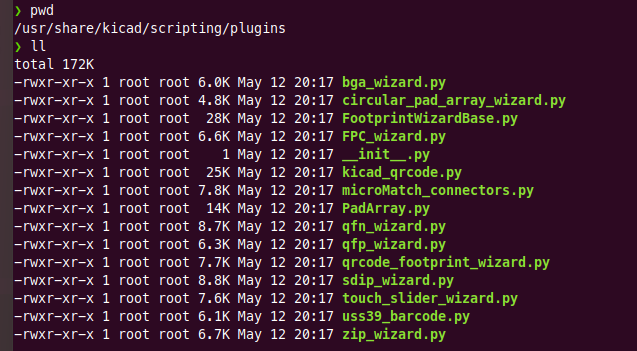 ❯ pwd
/usr/share/kicad/scripting/plugins
❯ ll
total 172K
-rwxr-xr-x 1 root root 6.0K May 12 20:17 bga_wizard.py
-rwxr-xr-x 1 root root 4.8K May 12 20:17 circular_pad_array_wizard.py
-rwxr-xr-x 1 root root  28K May 12 20:17 FootprintWizardBase.py
-rwxr-xr-x 1 root root 6.6K May 12 20:17 FPC_wizard.py
-rwxr-xr-x 1 root root    1 May 12 20:17 __init__.py
-rwxr-xr-x 1 root root  25K May 12 20:17 kicad_qrcode.py
-rwxr-xr-x 1 root root 7.8K May 12 20:17 microMatch_connectors.py
-rwxr-xr-x 1 root root  14K May 12 20:17 PadArray.py
-rwxr-xr-x 1 root root 8.7K May 12 20:17 qfn_wizard.py
-rwxr-xr-x 1 root root 6.3K May 12 20:17 qfp_wizard.py
-rwxr-xr-x 1 root root 7.7K May 12 20:17 qrcode_footprint_wizard.py
-rwxr-xr-x 1 root root 8.8K May 12 20:17 sdip_wizard.py
-rwxr-xr-x 1 root root 7.6K May 12 20:17 touch_slider_wizard.py
-rwxr-xr-x 1 root root 6.1K May 12 20:17 uss39_barcode.py
-rwxr-xr-x 1 root root 6.7K May 12 20:17 zip_wizard.py